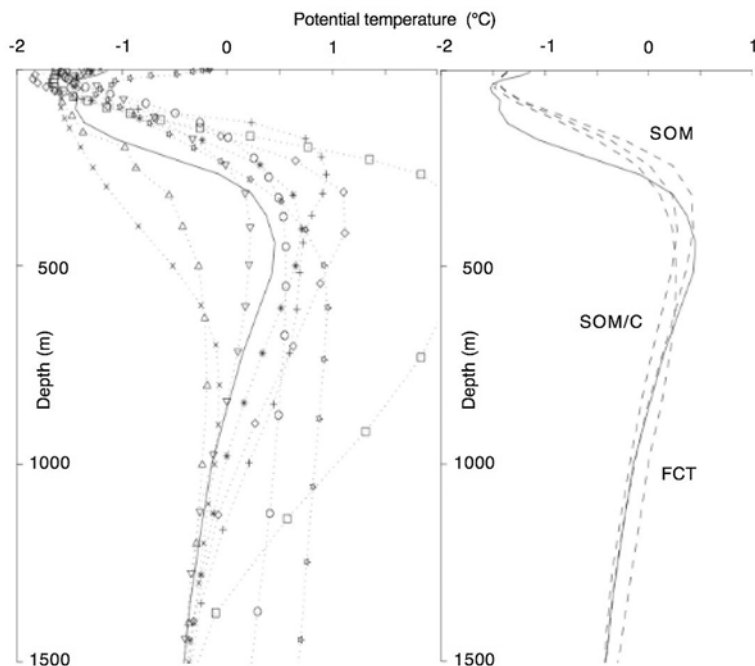 Potential temperature (°C)
-2 -1 0 1 -2 -1 0 1
SOM
500 500
SOM/C
Depth (m) Depth (m)
1000 1000
FCT
1500 1500